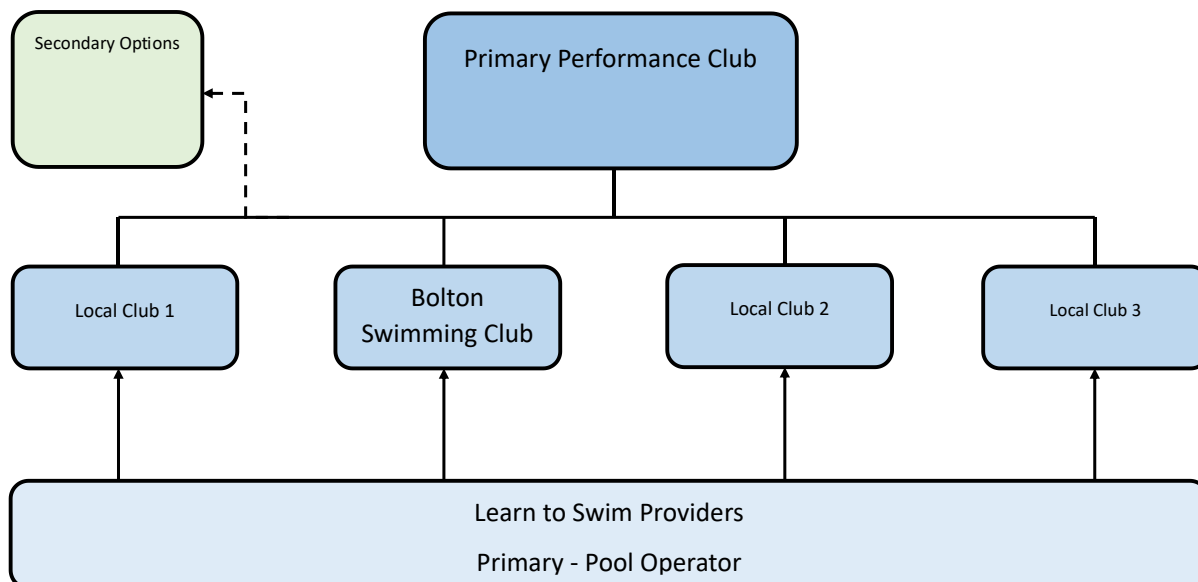 Secondary Options
Primary Performance Club
Local Club 1
Bolton
Swimming Club
Local Club 2
Local Club 3
Learn to Swim Providers
Primary - Pool Operator